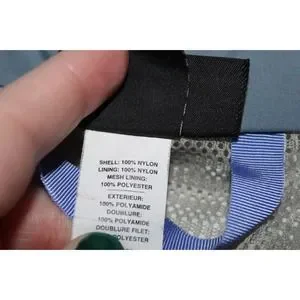 SHELL: 100% NYLON
LINING: 100% NYLON
MESH LINING:
100% POLYESTER
EXTERIEUR:
100% POLYAMIDE
DOUBLURE:
100% POLYAMIDE
DOUBLURE FILET:
100% POLYESTER